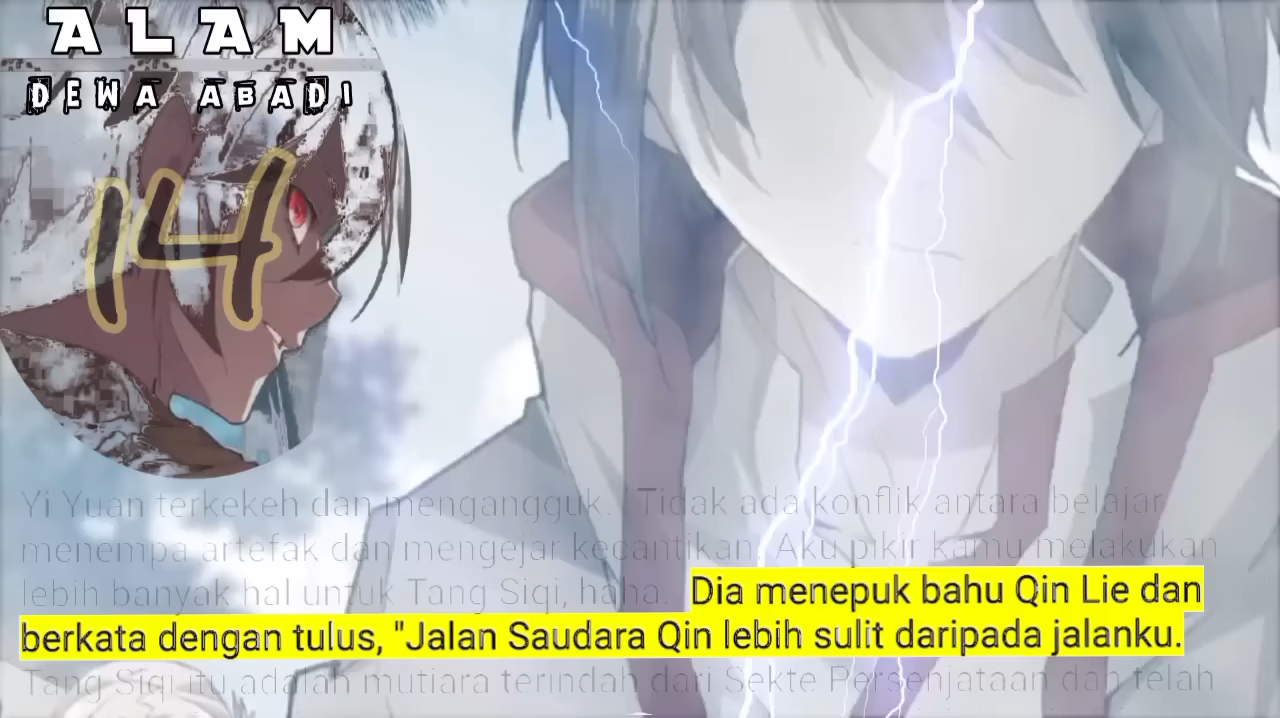 ALAM
DEWA ABADI
14
Yi Yuan terkekeh dan mengangguk. "Tidak ada konflik antara belajar
menempa artefak dan mengejar kecantikan. Aku pikir kamu melakukan
lebih banyak hal untuk Tang Siqi, haha." Dia menepuk bahu Qin Lie dan
berkata dengan tulus, "Jalan Saudara Qin lebih sulit daripada jalanku.
Tang Siqi itu adalah mutiara terindah dari Sekte Persenjataan dan telah